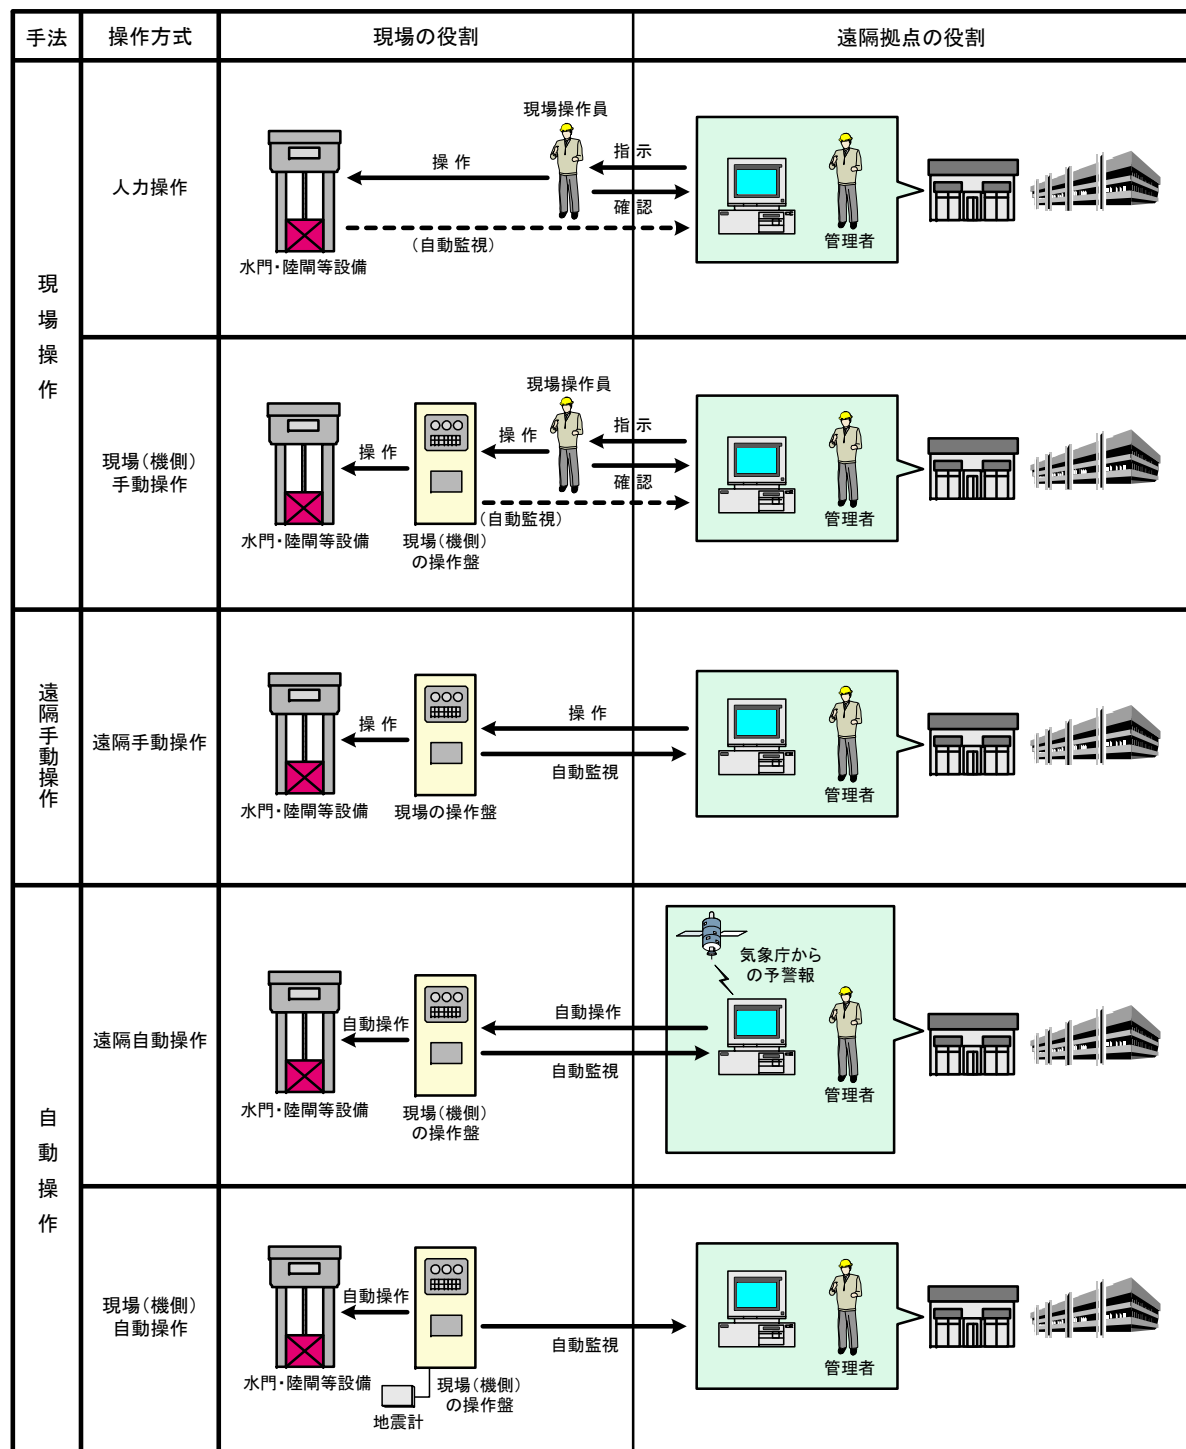 手法
操作方式
現場の役割
遠隔拠点の役割
現場操作
人力操作
現場操作員
操 作
指 示
確 認
(自動監視)
水門・陸閘等設備
管理者
現場(機側)
手動操作
現場操作員
操 作
操 作
指 示
確 認
(自動監視)
水門・陸閘等設備
現場(機側)
の操作盤
管理者
遠隔手動操作
遠隔手動操作
操 作
操 作
自動監視
水門・陸閘等設備
現場の操作盤
管理者
自動操作
遠隔自動操作
自動操作
自動操作
自動監視
水門・陸閘等設備
現場(機側)
の操作盤
気象庁から
の予警報
管理者
現場(機側)
自動操作
自動操作
自動監視
水門・陸閘等設備
現場(機側)
の操作盤
地震計
管理者